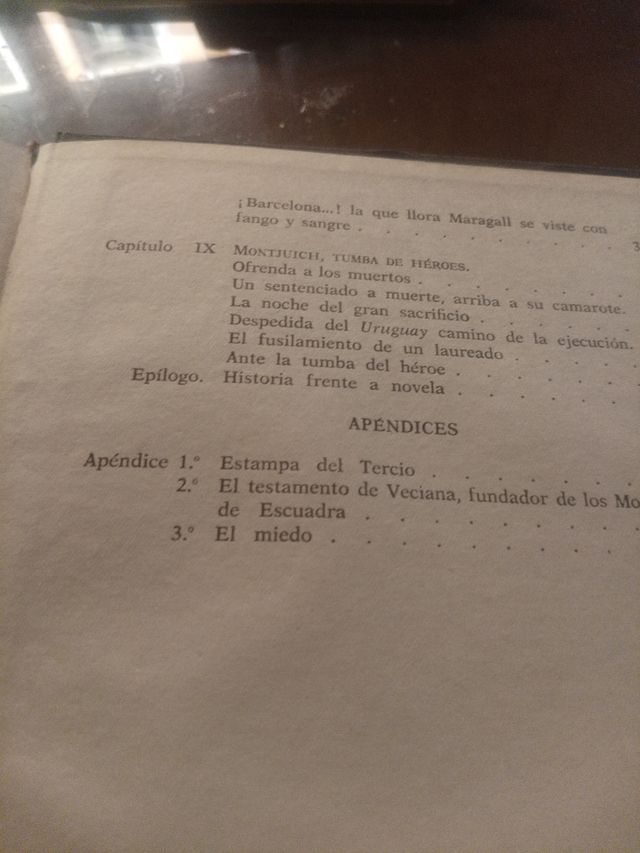 ¡Barcelona...! la que llora Maragall se viste con
fango y sangre . . . . . . . . . 3
Capítulo IX MONTJUICH, TUMBA DE HÉROES.
Ofrenda a los muertos . . . . . . .
Un sentenciado a muerte, arriba a su camarote.
La noche del gran sacrificio . . . . . .
Despedida del Uruguay camino de la ejecución.
El fusilamiento de un laureado . . . . .
Ante la tumba del héroe . . . . . .
Epílogo. Historia frente a novela . . . . . .
APÉNDICES
Apéndice 1.º Estampa del Tercio . . . . . . .
2.º El testamento de Veciana, fundador de los Mo
de Escuadra . . . . . . . . .
3.º El miedo . . . . . . . . . .